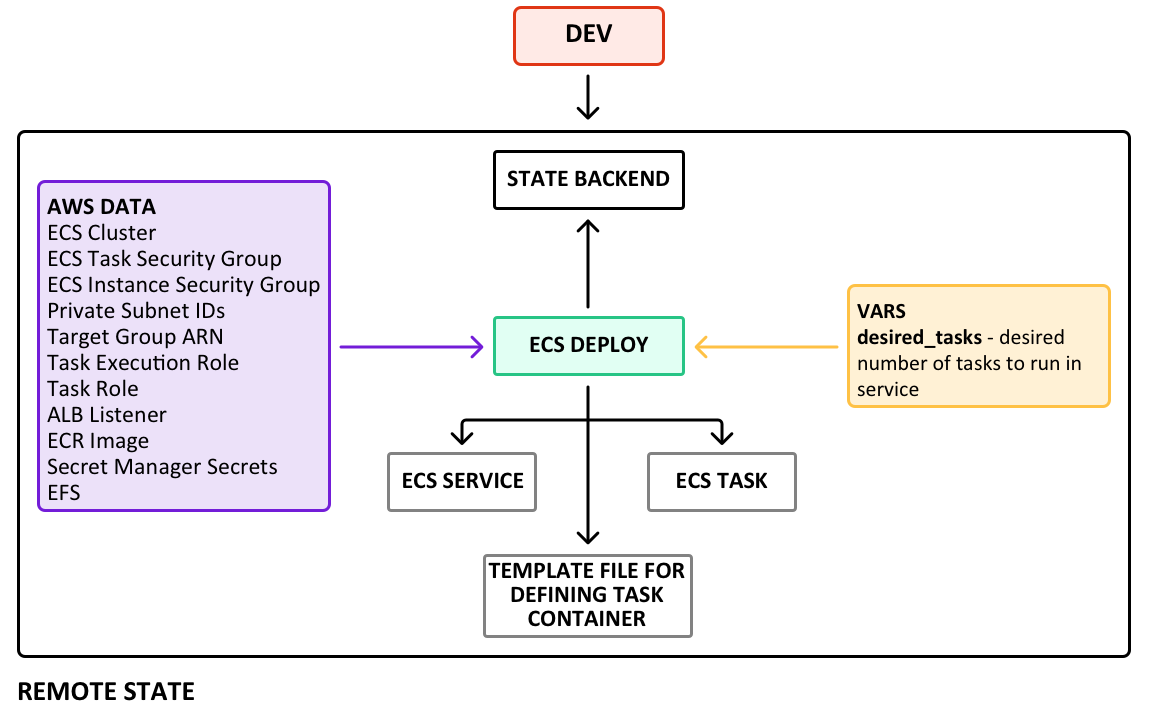 DEV
STATE BACKEND
AWS DATA
ECS Cluster
ECS Task Security Group
ECS Instance Security Group
Private Subnet IDs
Target Group ARN
Task Execution Role
Task Role
ALB Listener
ECR Image
Secret Manager Secrets
EFS
ECS DEPLOY
VARS
desired_tasks - desired
number of tasks to run in
service
ECS SERVICE
ECS TASK
TEMPLATE FILE FOR
DEFINING TASK
CONTAINER
REMOTE STATE